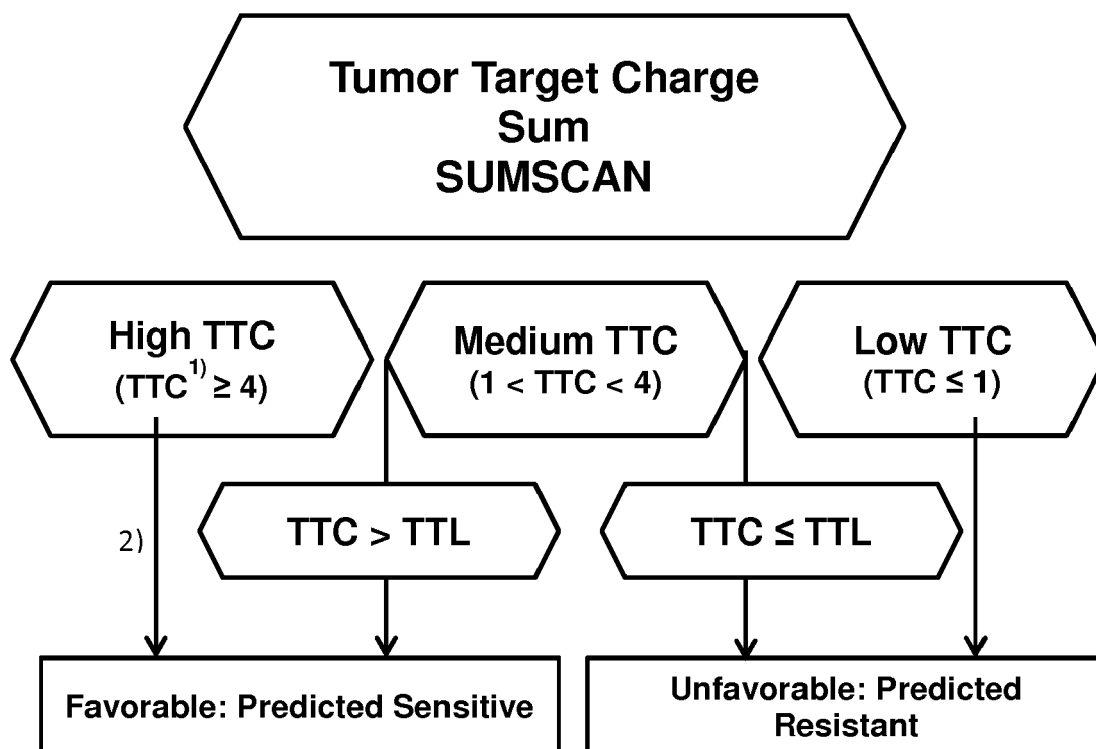 Tumor Target Charge
Sum
SUMSCAN
High TTC
(TTC¹⁾ ≥ 4)
Medium TTC
(1 < TTC < 4)
Low TTC
(TTC ≤ 1)
2)
TTC > TTL
TTC ≤ TTL
Favorable: Predicted Sensitive
Unfavorable: Predicted
Resistant